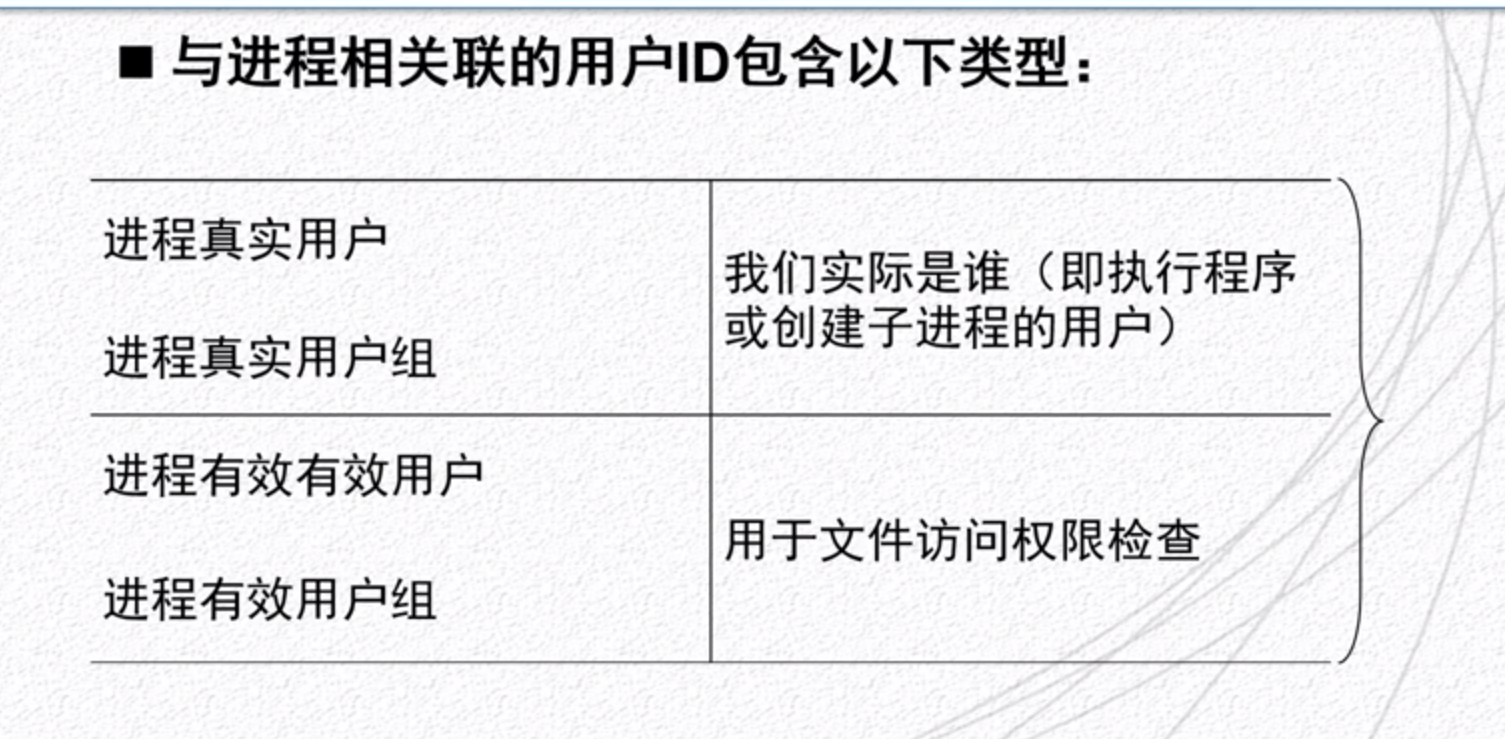 ■ 与进程相关联的用户ID包含以下类型：
进程真实用户
进程真实用户组
我们实际是谁（即执行程序
或创建子进程的用户）
进程有效有效用户
进程有效用户组
用于文件访问权限检查